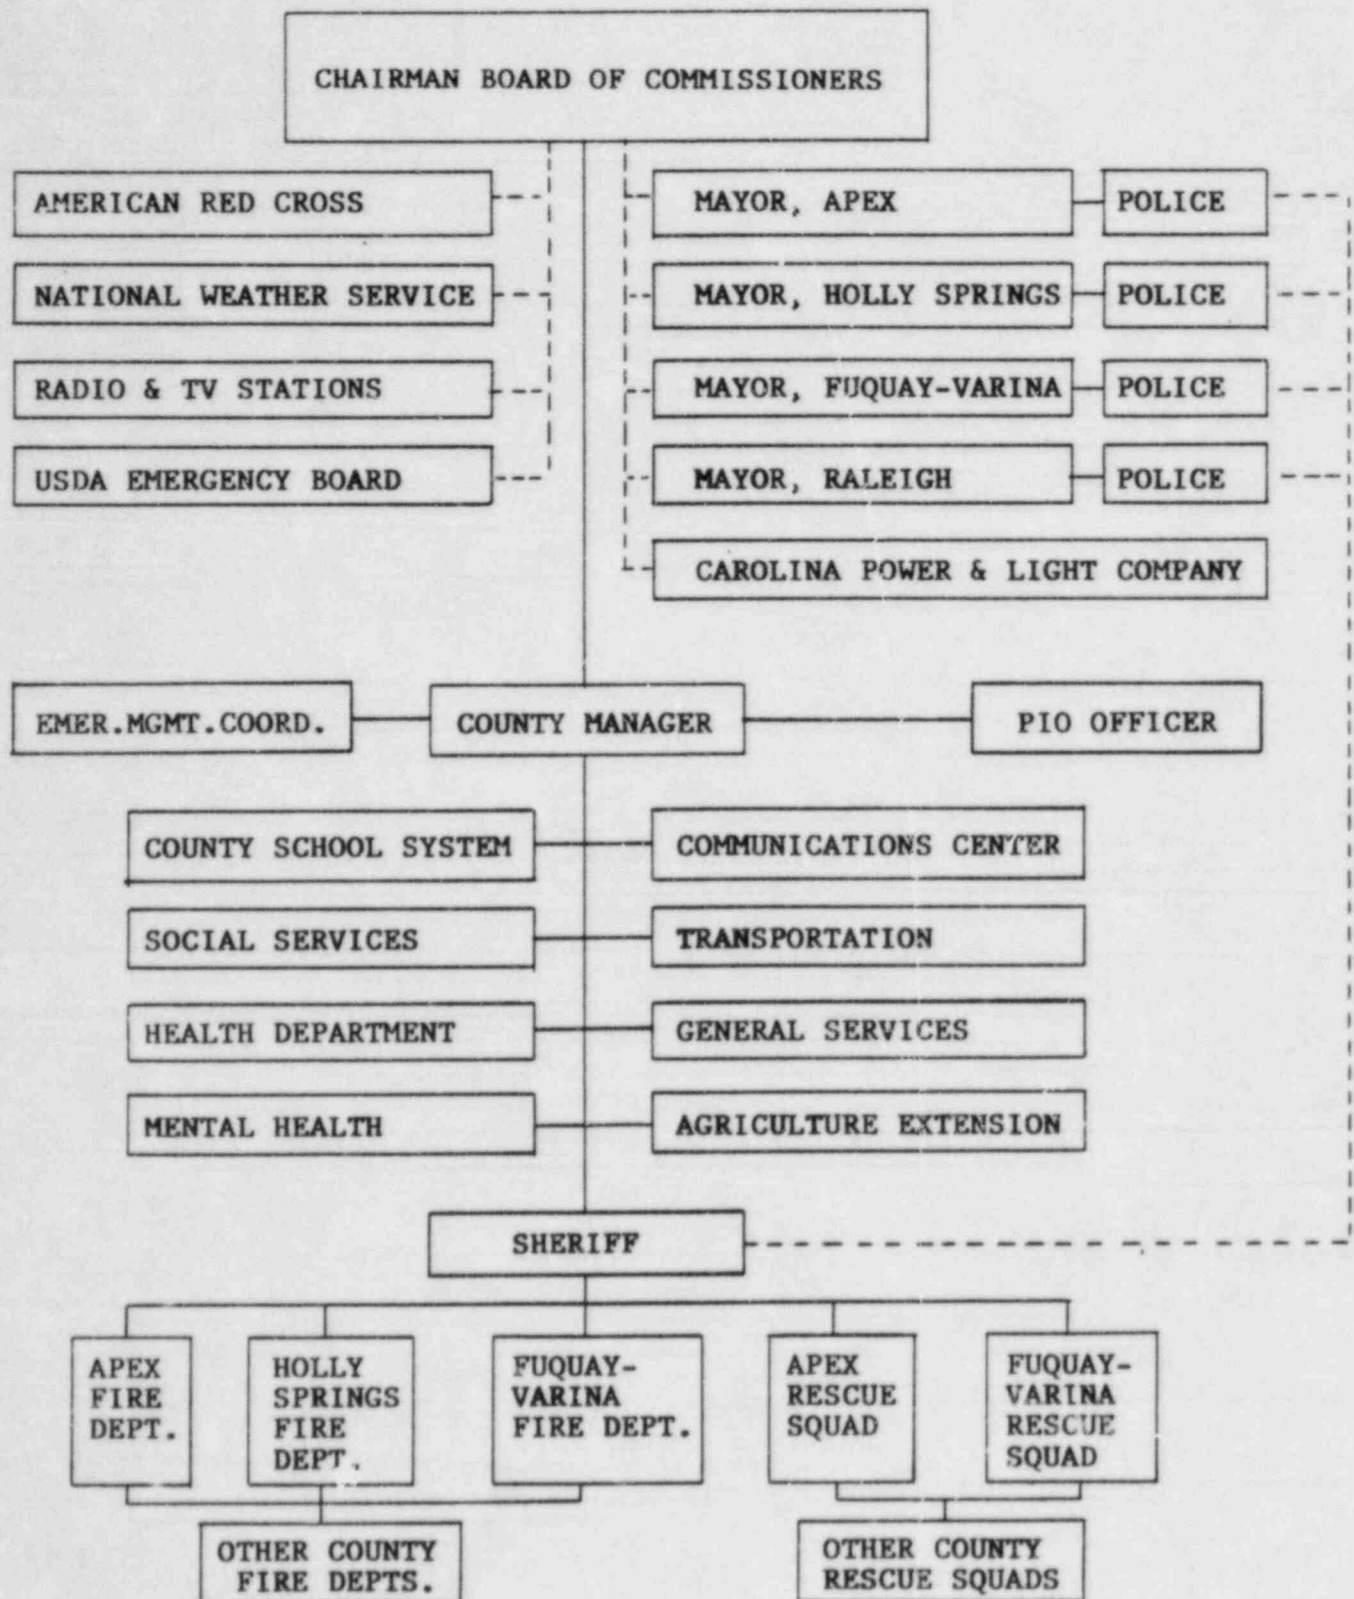 CHAIRMAN BOARD OF COMMISSIONERS
AMERICAN RED CROSS
MAYOR, APEX
POLICE
NATIONAL WEATHER SERVICE
MAYOR, HOLLY SPRINGS
POLICE
RADIO & TV STATIONS
MAYOR, FUQUAY-VARINA
POLICE
USDA EMERGENCY BOARD
MAYOR, RALEIGH
POLICE
CAROLINA POWER & LIGHT COMPANY
EMER.MGMT.COORD.
COUNTY MANAGER
PIO OFFICER
COUNTY SCHOOL SYSTEM
COMMUNICATIONS CENTER
SOCIAL SERVICES
TRANSPORTATION
HEALTH DEPARTMENT
GENERAL SERVICES
MENTAL HEALTH
AGRICULTURE EXTENSION
SHERIFF
APEX
FIRE
DEPT.
HOLLY
SPRINGS
FIRE
DEPT.
FUQUAY-
VARINA
FIRE DEPT.
APEX
RESCUE
SQUAD
FUQUAY-
VARINA
RESCUE
SQUAD
OTHER COUNTY
FIRE DEPTS.
OTHER COUNTY
RESCUE SQUADS